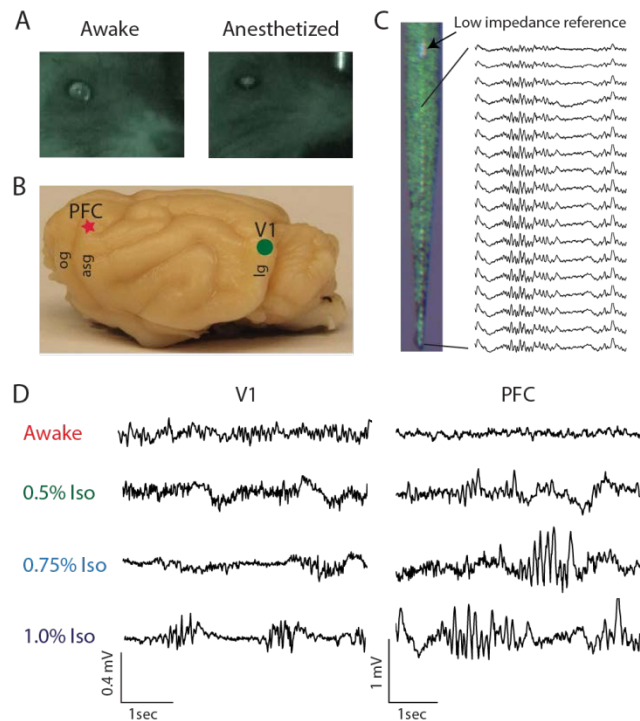 A
Awake
Anesthetized
B
PFC
V1
og
asg
lg
C
Low impedance reference
D
V1
PFC
Awake
0.5% Iso
0.75% Iso
1.0% Iso
0.4 mV
1sec
1 mV
1sec